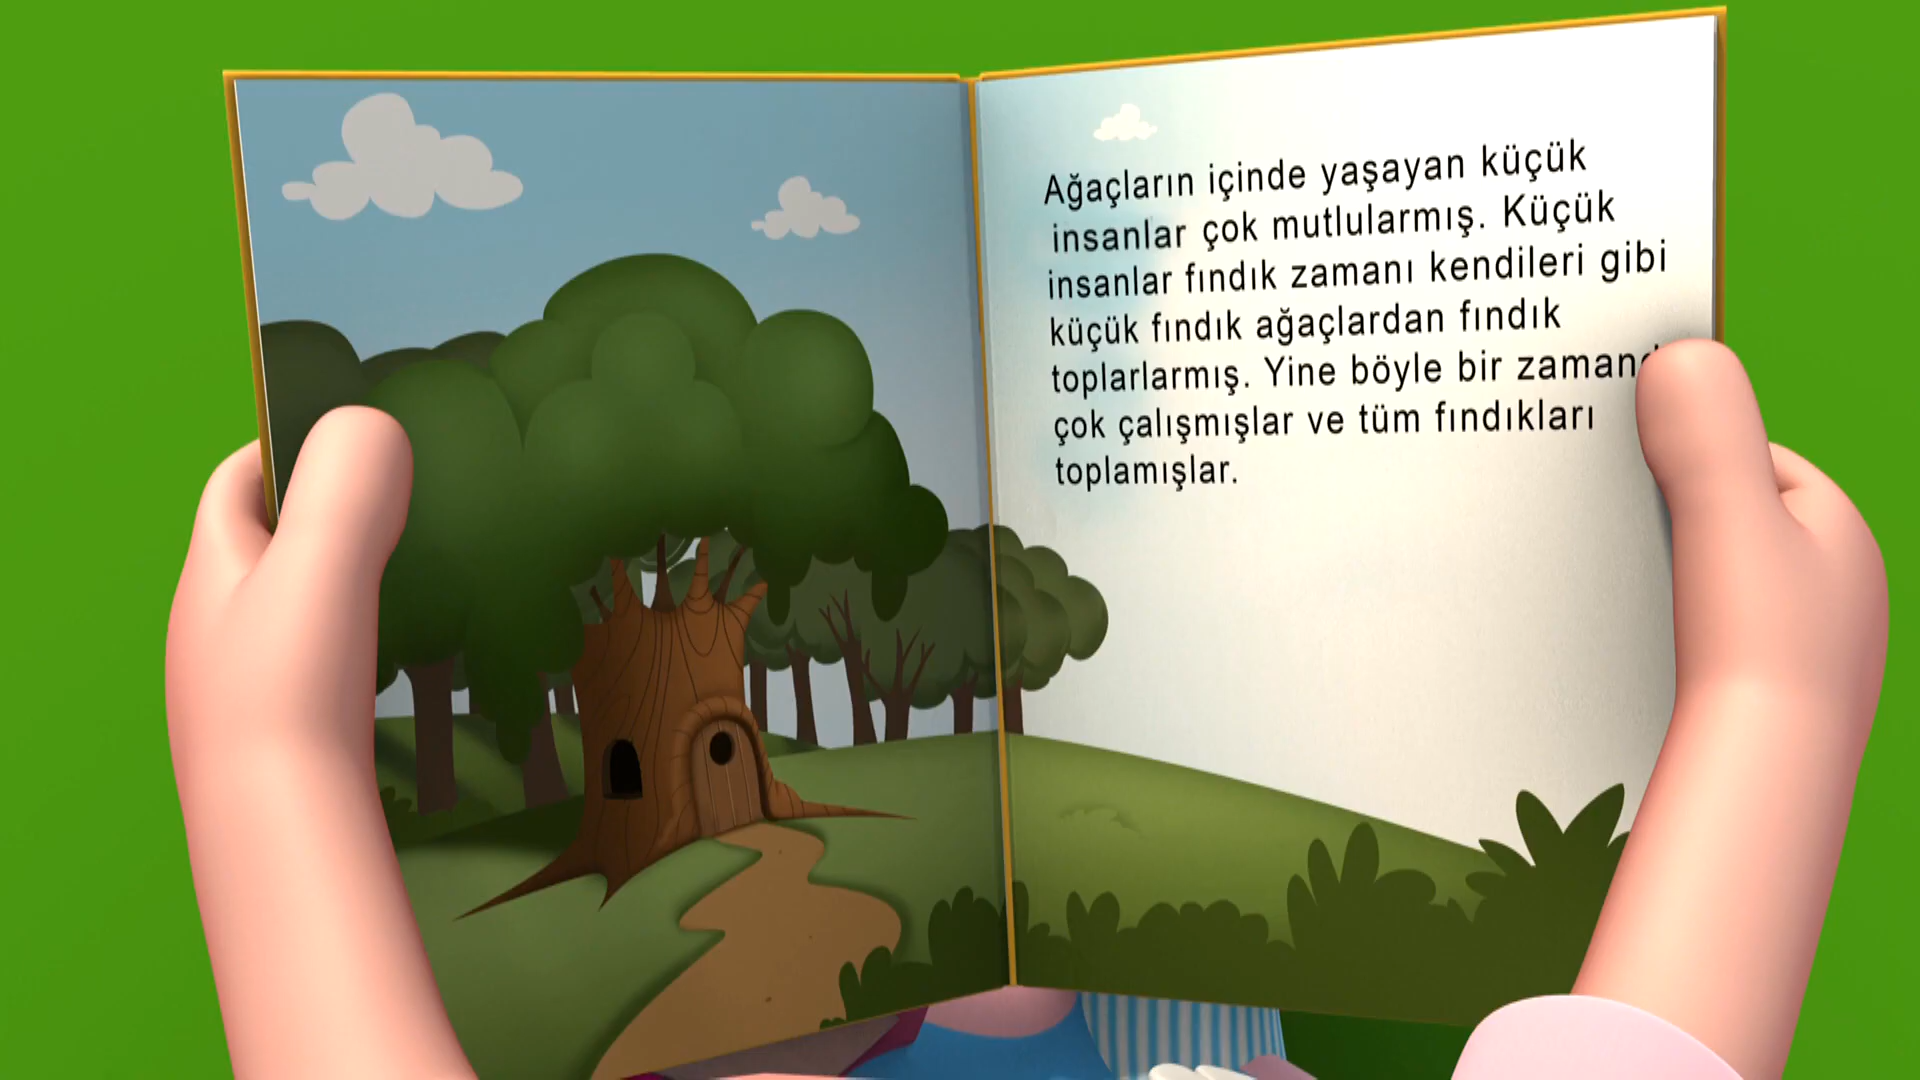 Ağaçların içinde yaşayan küçük
insanlar çok mutlularmış. Küçük
insanlar fındık zamanı kendileri gibi
küçük fındık ağaçlardan fındık
toplarlarmış. Yine böyle bir
çok çalışmışlar ve tüm fındıkları
toplamışlar.